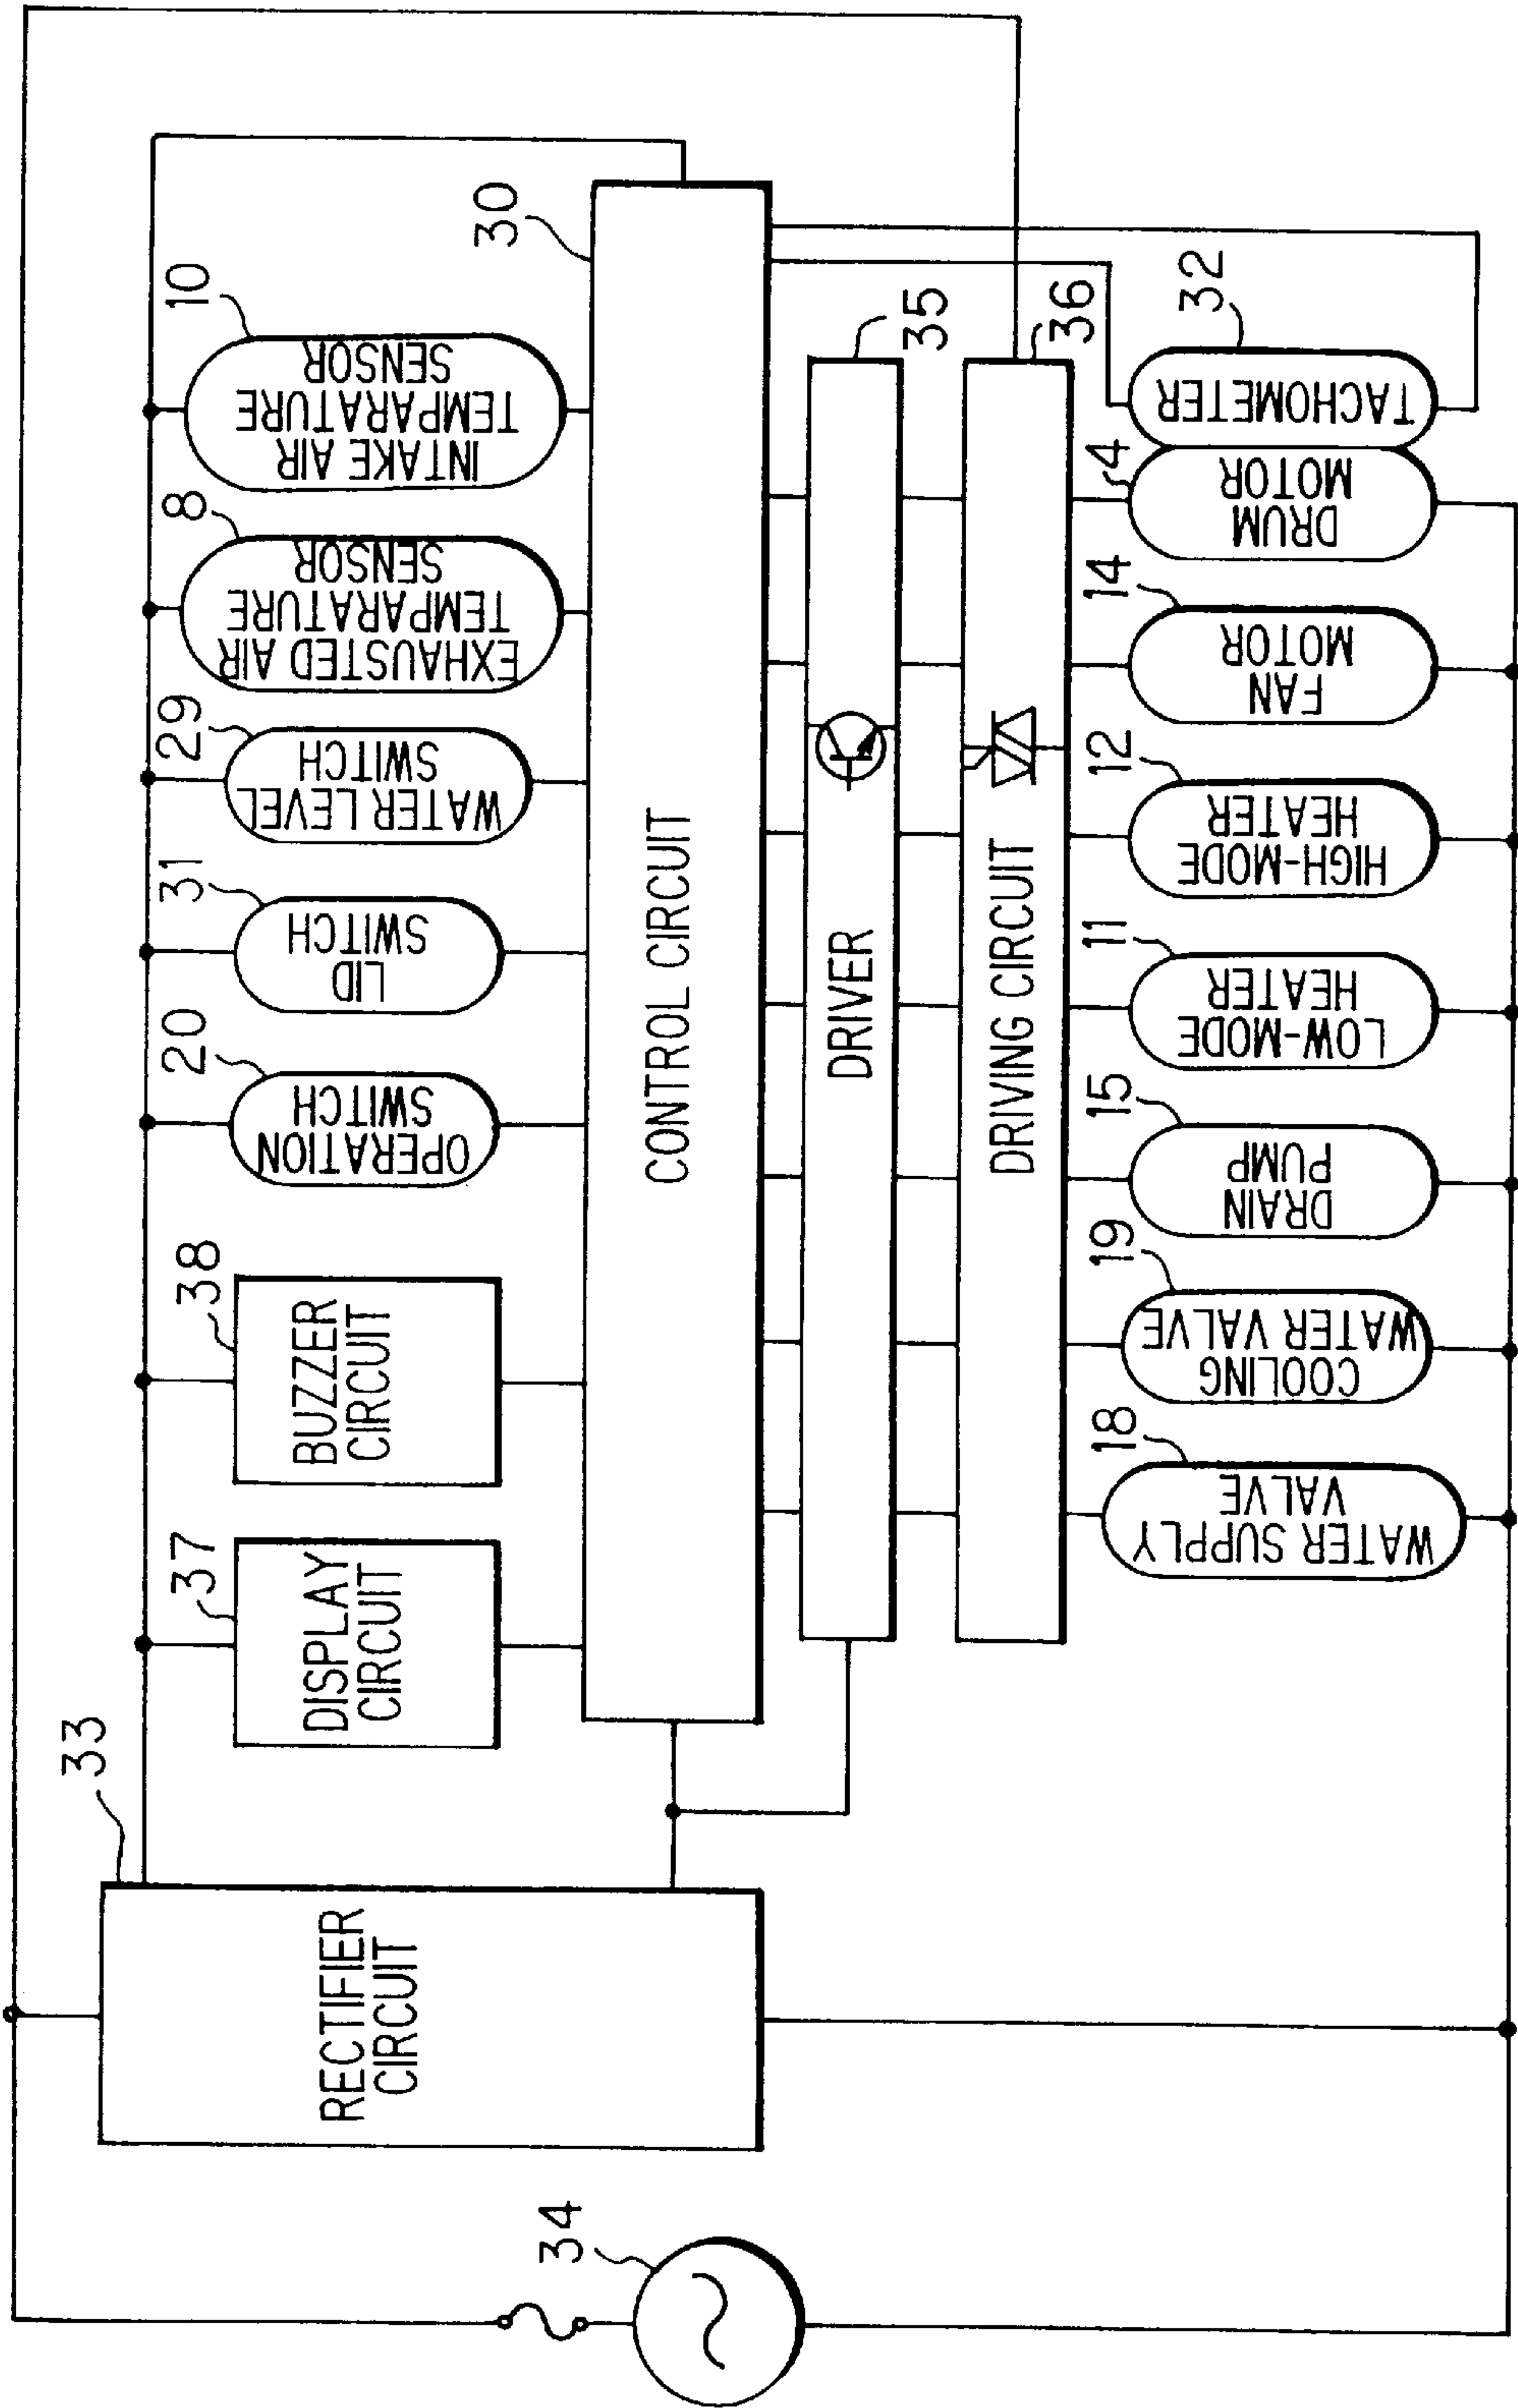 33
RECTIFIER
CIRCUIT
34
37
DISPLAY
CIRCUIT
38
BUZZER
CIRCUIT
20
OPERATION
SWITCH
31
LID
SWITCH
29
WATER LEVEL
SWITCH
8
EXHAUSTED AIR
TEMPARATURE
SENSOR
10
INTAKE AIR
TEMPARATURE
SENSOR
30
CONTROL CIRCUIT
35
DRIVER
36
DRIVING CIRCUIT
18
WATER SUPPLY
VALVE
19
COOLING
WATER VALVE
15
DRAIN
PUMP
11
LOW-MODE
HEATER
12
HIGH-MODE
HEATER
14
FAN
MOTOR
4
DRUM
MOTOR
32
TACHOMETER